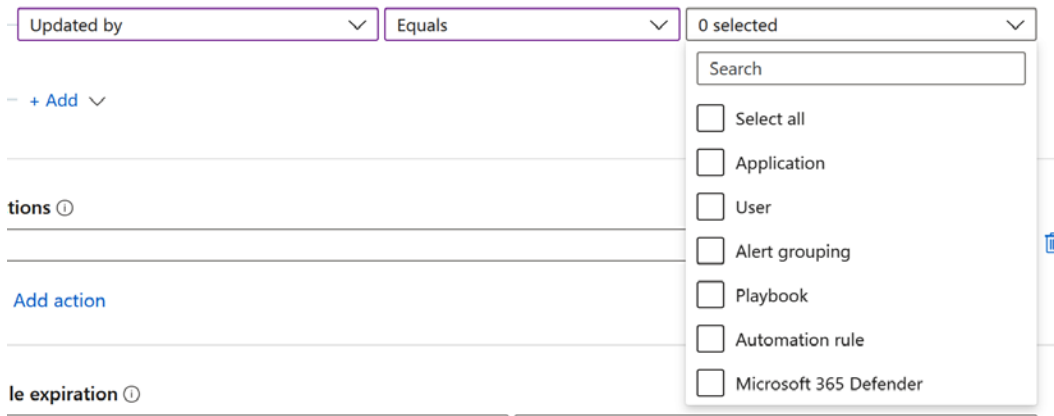 Updated by
Equals
0 selected
Search
+ Add
Select all
Application
User
Alert grouping
Playbook
Automation rule
Microsoft 365 Defender
tions
Add action
le expiration